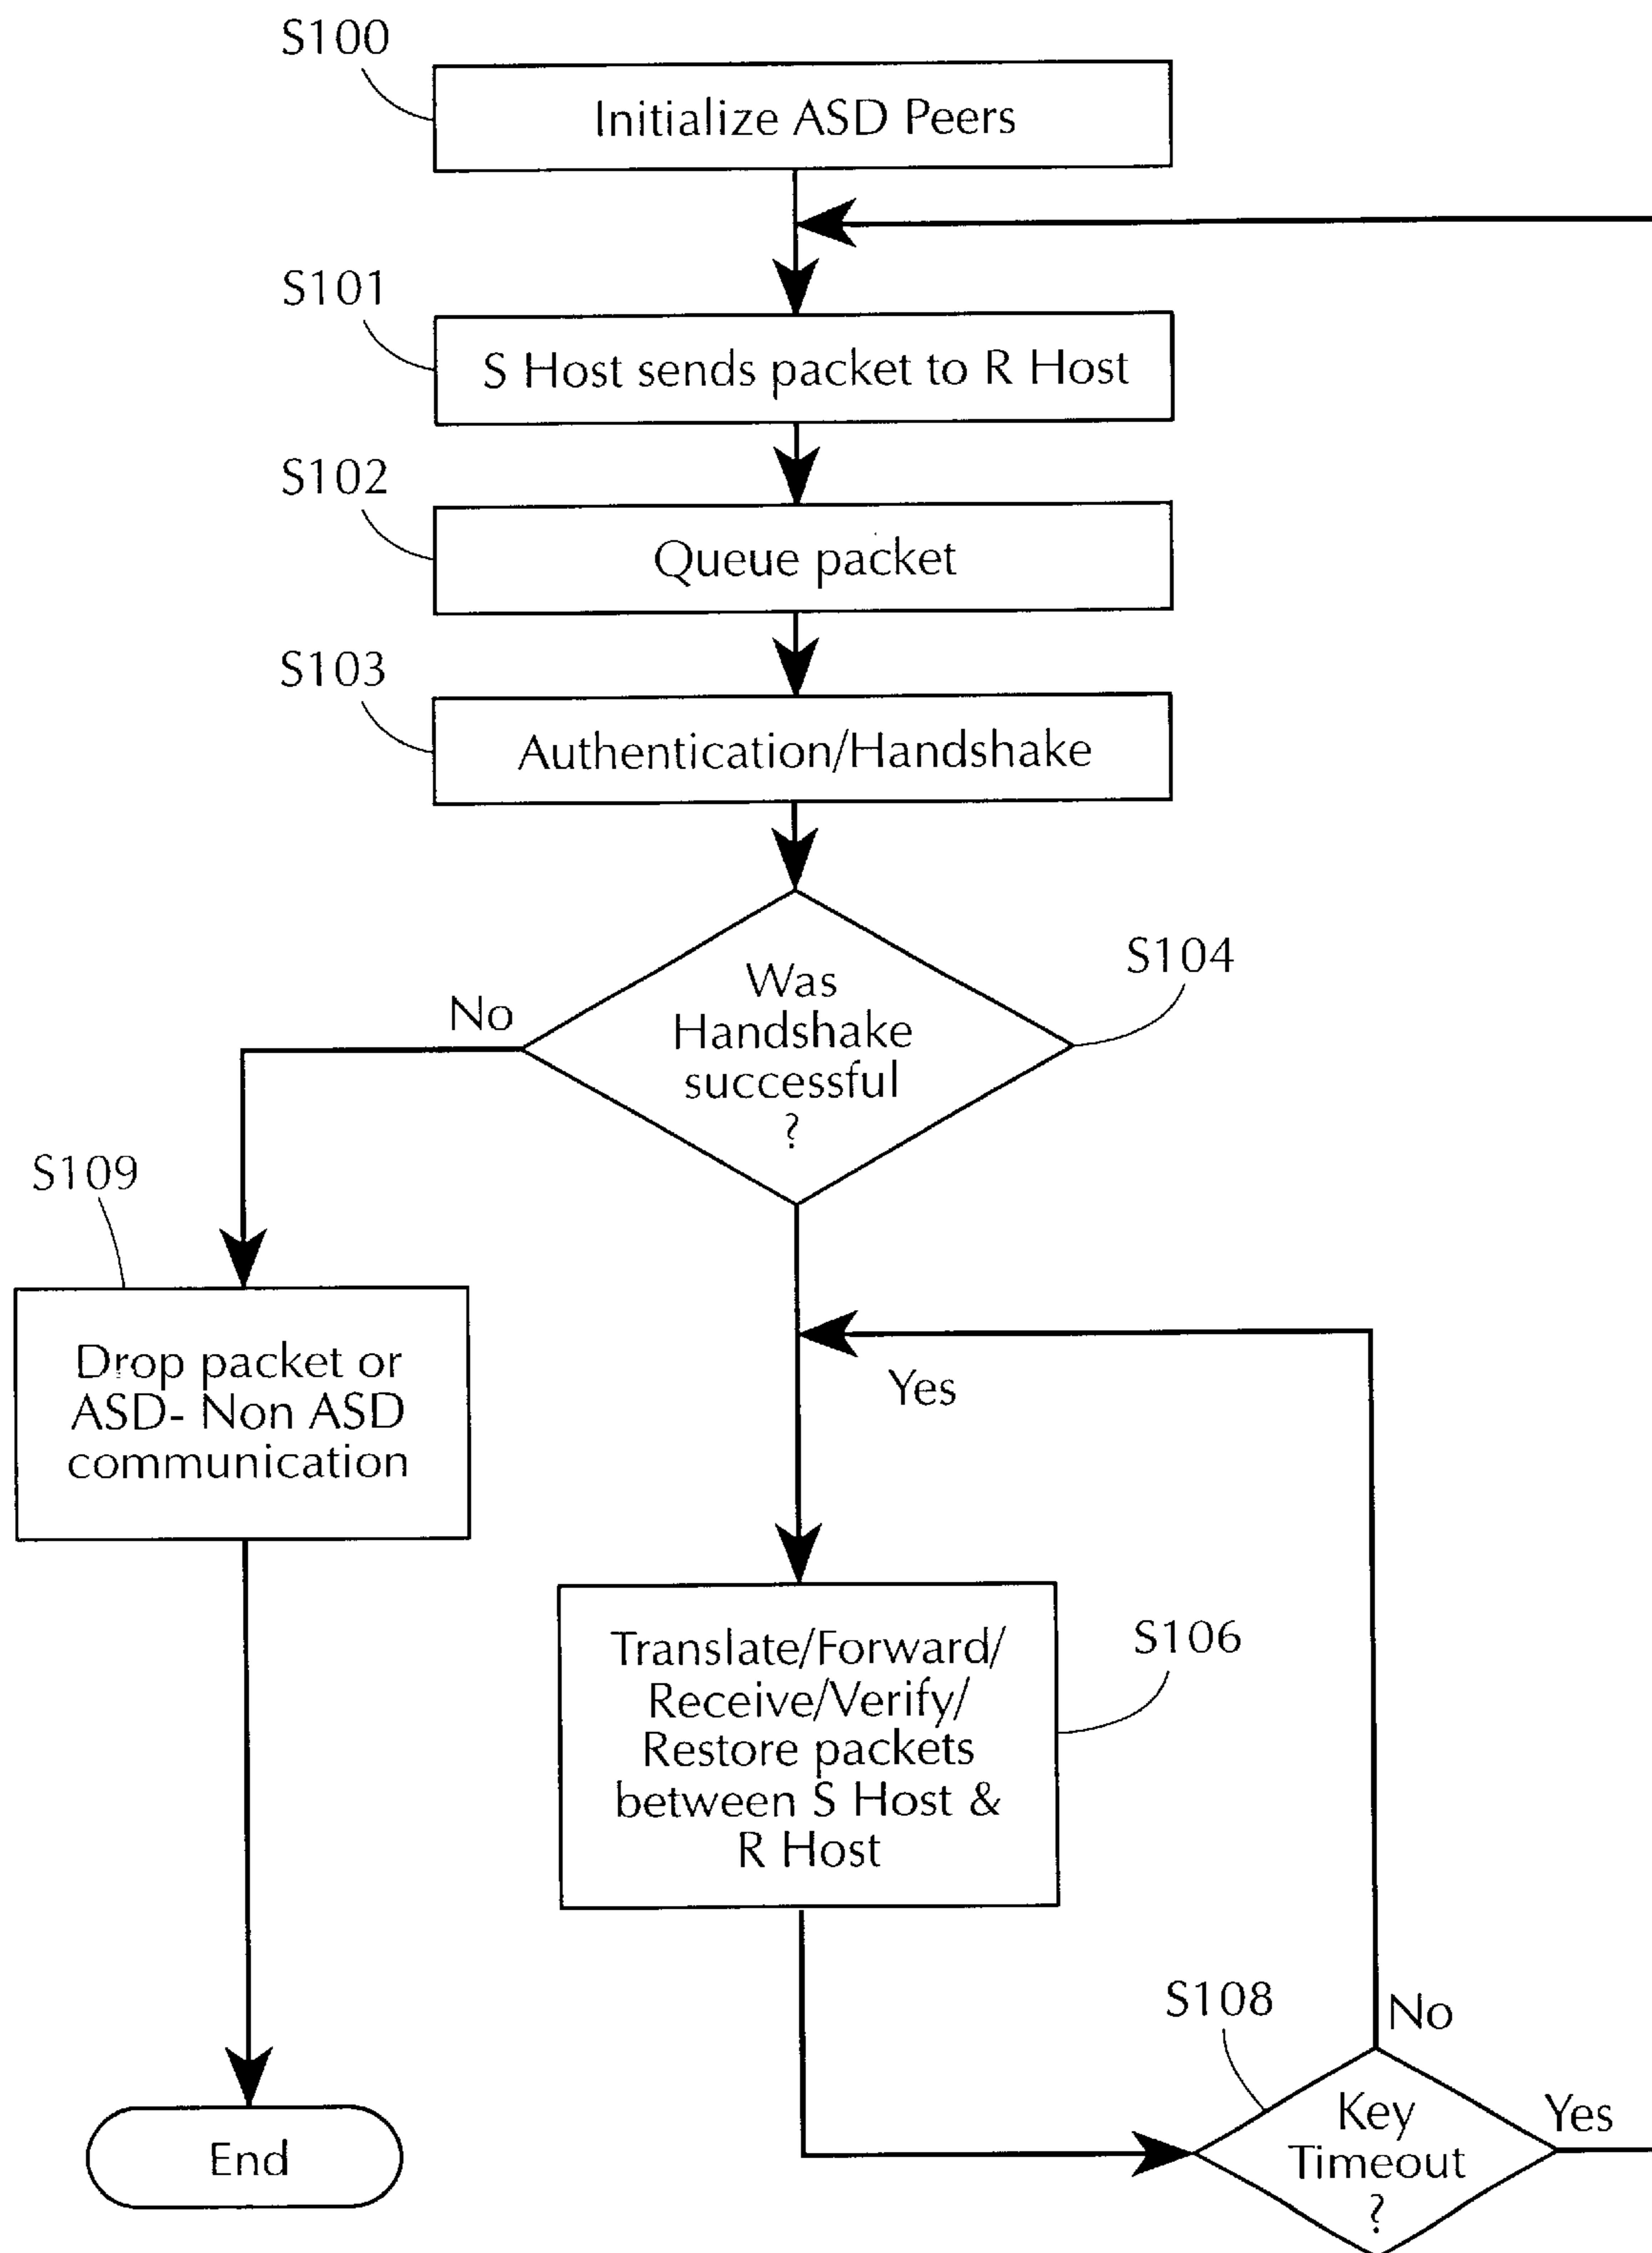 S100
Initialize ASD Peers
S101
S Host sends packet to R Host
S102
Queue packet
S103
Authentication/Handshake
S104
Was
Handshake
successful
?
No
S109
Drop packet or
ASD- Non ASD
communication
Yes
Translate/Forward/
Receive/Verify/
Restore packets
between S Host &
R Host
S106
S108
No
Key
Timeout
?
Yes
End